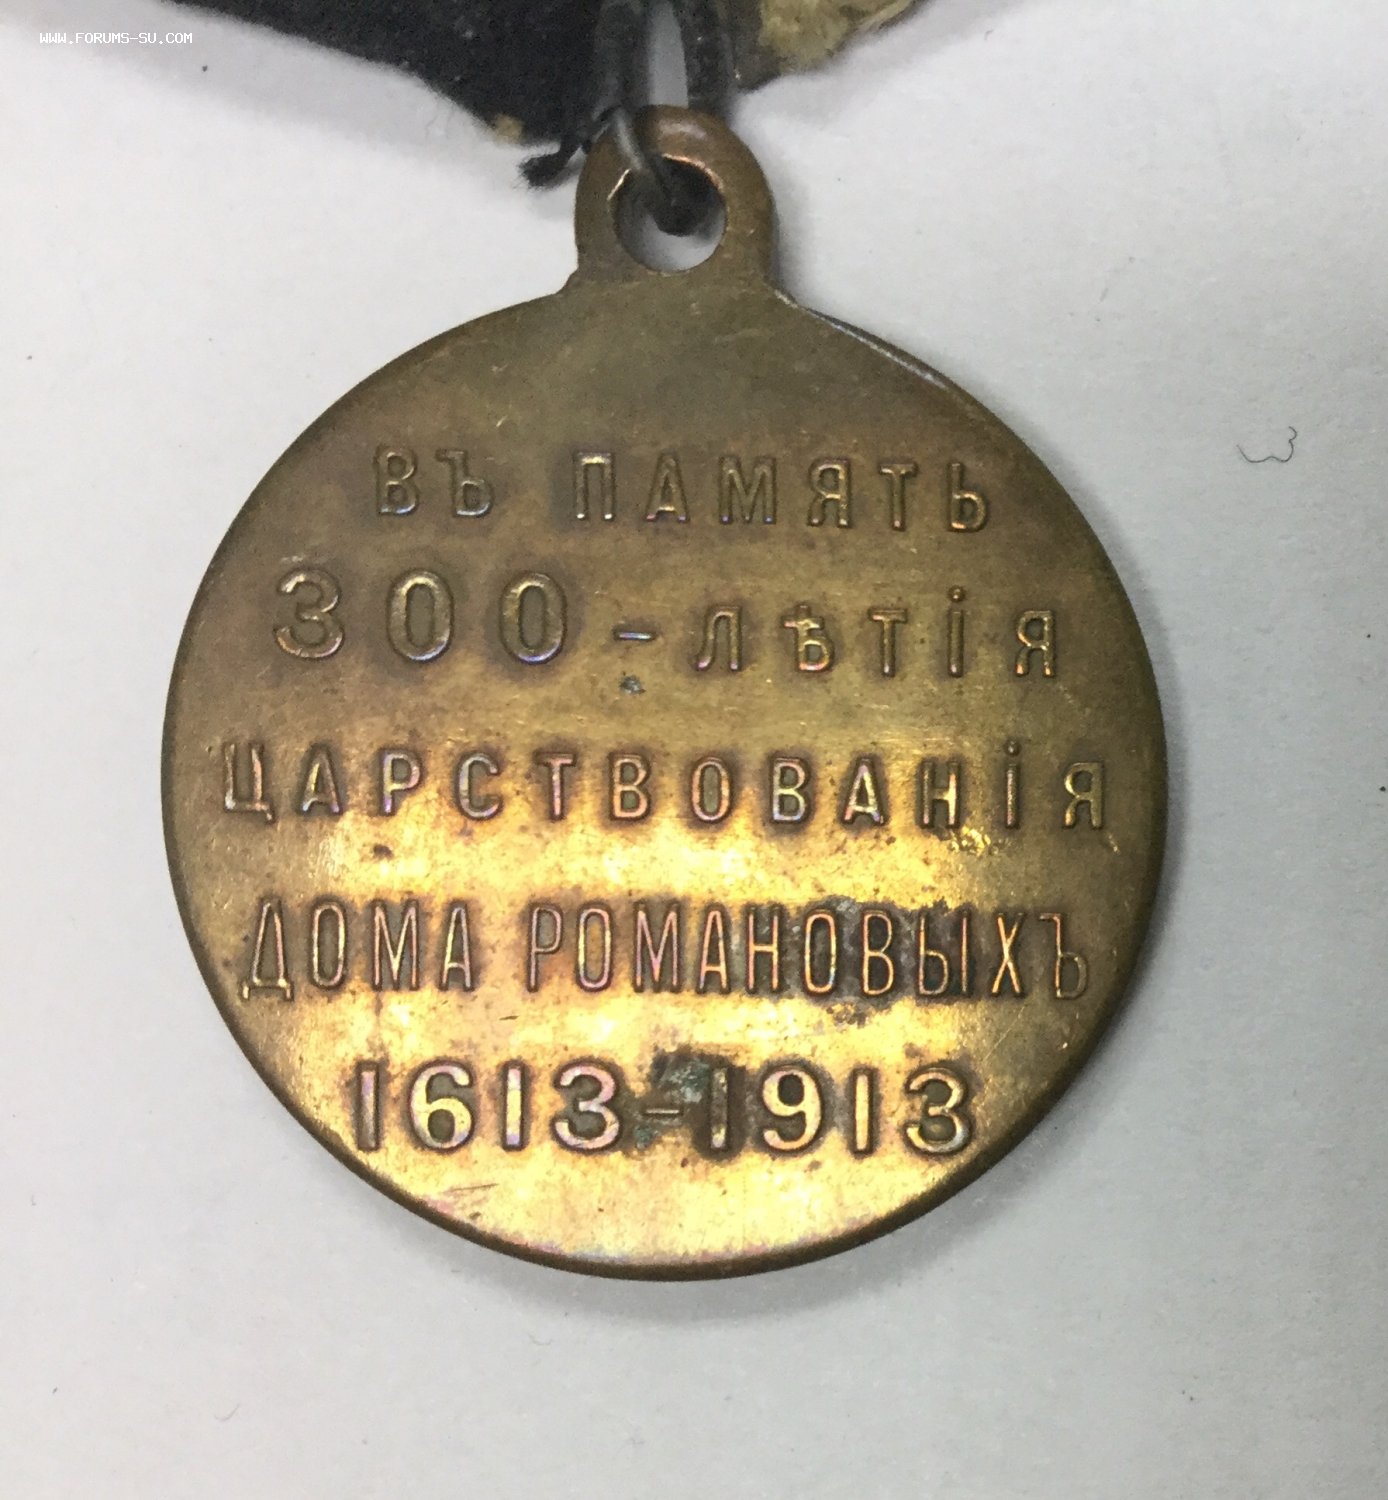 WWW.FORUMS-SU.COM
ВЪ ПАМЯТЬ
300-ЛѢТІЯ
ЦАРСТВОВАНІЯ
ДОМА РОМАНОВЫХЪ
1613-1913